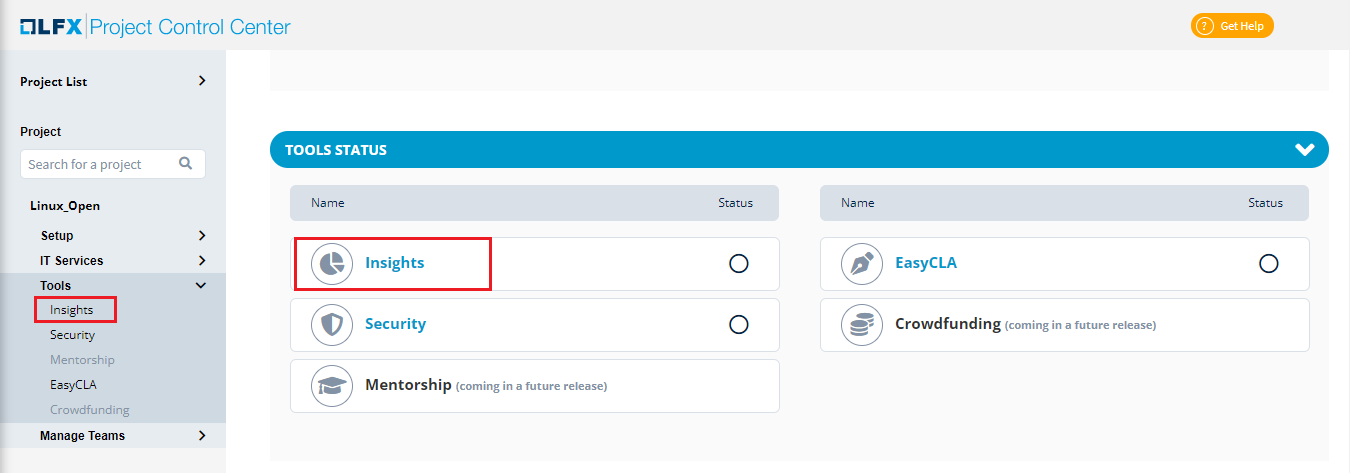 LFX Project Control Center
? Get Help
Project List
Project
Search for a project
Linux_Open
Setup
IT Services
Tools
Insights
Security
Mentorship
EasyCLA
Crowdfunding
Manage Teams
TOOLS STATUS
Name Status
Insights
Security
Mentorship (coming in a future release)
Name Status
EasyCLA
Crowdfunding (coming in a future release)